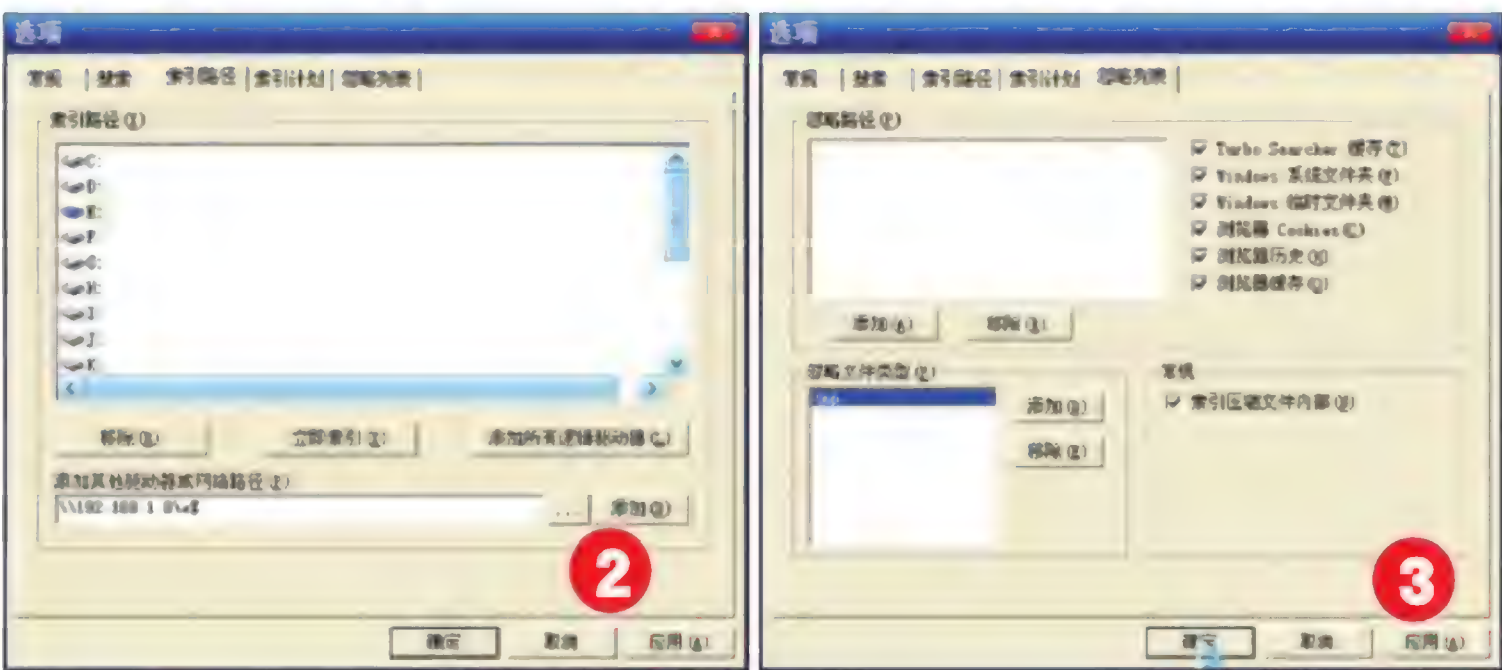 选项
常规 搜索 索引路径 索引计划 忽略列表
索引路径(I)
C:
D:
E:
F
G:
H:
I
J:
K
移除(R) 立即索引(I) 添加所有逻辑驱动器(L)
添加其他驱动器或网络路径(P)
... 添加(D)
2
确定 取消 应用(A)
选项
常规 搜索 索引路径 索引计划 忽略列表
忽略路径(P)
Turbo Searcher 缓存(T)
Windows 系统文件夹
Windows 临时文件夹
浏览器 Cookies(C)
浏览器历史
浏览器缓存
添加(A) 移除(R)
忽略文件类型
添加(D)
移除(E)
常规
索引压缩文件内部
3
确定 取消 应用(A)